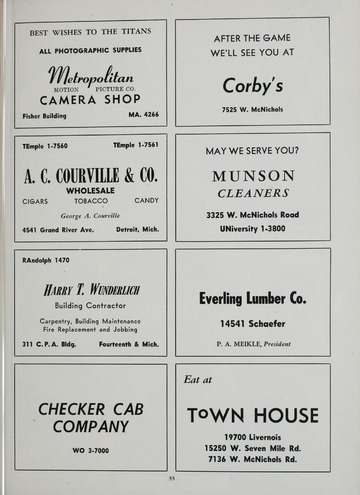 BEST WISHES TO THE TITANS
ALL PHOTOGRAPHIC SUPPLIES
Metropolitan
MOTION PICTURE CO.
CAMERA SHOP
Fisher Building MA. 4266
AFTER THE GAME
WE'LL SEE YOU AT
Corby's
7525 W. McNichols
TEmple 1-7560 TEmple 1-7561
A. C. COURVILLE & CO.
WHOLESALE
CIGARS TOBACCO CANDY
George A. Courville
4541 Grand River Ave. Detroit, Mich.
MAY WE SERVE YOU?
MUNSON
CLEANERS
3325 W. McNichols Road
UNiversity 1-3800
RAndolph 1470
HARRY T. WUNDERLICH
Building Contractor
Carpentry, Building Maintenance
Fire Replacement and Jobbing
311 C.P.A. Bldg. Fourteenth & Mich.
Everling Lumber Co.
14541 Schaefer
P. A. MEIKLE, President
CHECKER CAB
COMPANY
WO 3-7000
Eat at
TOWN HOUSE
19700 Livernois
15250 W. Seven Mile Rd.
7136 W. McNichols Rd.
33